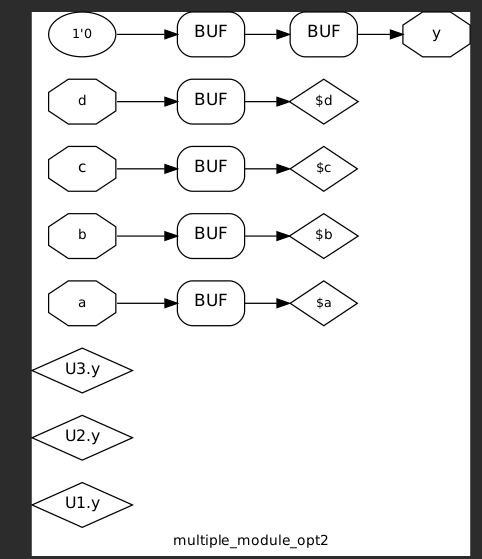 1'0 BUF BUF y
d BUF $d
c BUF $c
b BUF $b
a BUF $a
U3.y
U2.y
U1.y
multiple_module_opt2